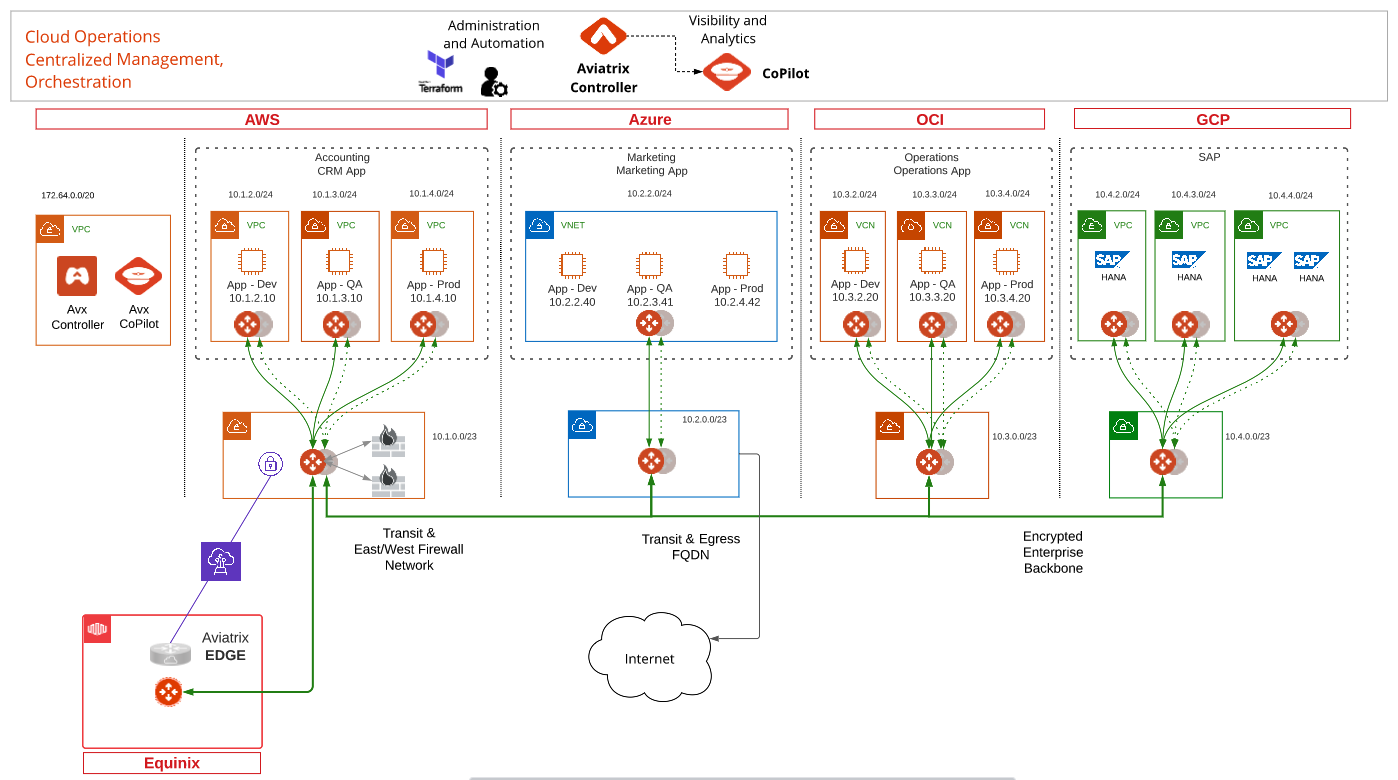 Cloud Operations
Centralized Management,
Orchestration
Administration
and Automation
Terraform
Aviatrix
Controller
Visibility and
Analytics
CoPilot
AWS
Azure
OCI
GCP
172.64.0.0/20
VPC
Avx
Controller
Avx
CoPilot
Accounting
CRM App
10.1.2.0/24
10.1.3.0/24
10.1.4.0/24
VPC
VPC
VPC
App - Dev
10.1.2.10
App - QA
10.1.3.10
App - Prod
10.1.4.10
Marketing
Marketing App
10.2.2.0/24
VNET
App - Dev
10.2.2.40
App - QA
10.2.3.41
App - Prod
10.2.4.42
Operations
Operations App
10.3.2.0/24
10.3.3.0/24
10.3.4.0/24
VCN
VCN
VCN
App - Dev
10.3.2.20
App - QA
10.3.3.20
App - Prod
10.3.4.20
SAP
10.4.2.0/24
10.4.3.0/24
10.4.4.0/24
VPC
VPC
VPC
SAP
HANA
SAP
HANA
SAP
HANA
SAP
HANA
10.1.0.0/23
10.2.0.0/23
10.3.0.0/23
10.4.0.0/23
Transit &
East/West Firewall
Network
Transit & Egress
FQDN
Encrypted
Enterprise
Backbone
Internet
Aviatrix
EDGE
Equinix